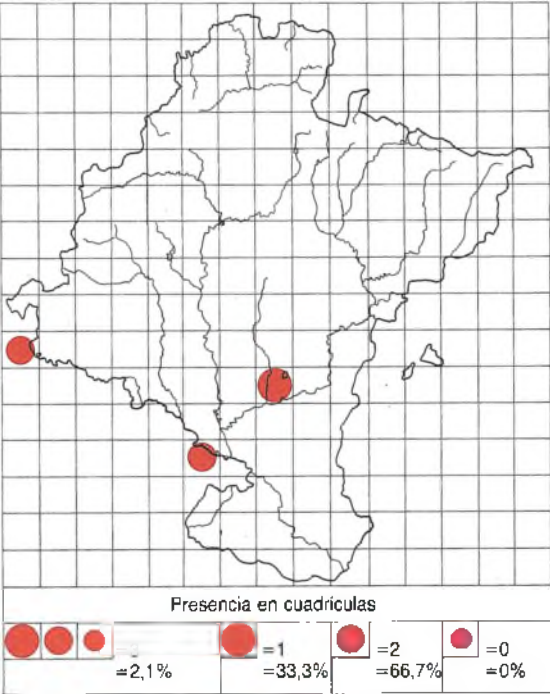 Presencia en cuadrículas
=1 =2 =0
=2,1% =33,3% =66,7% =0%